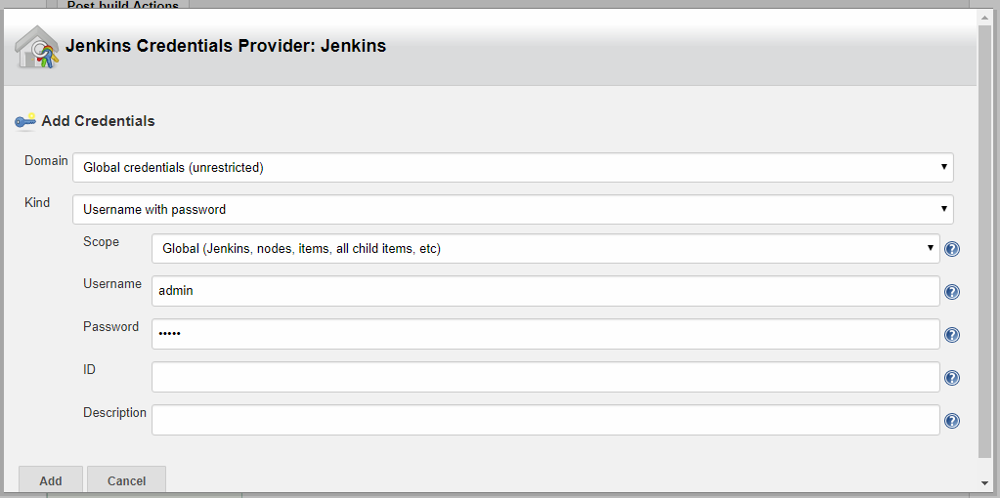 Post build Actions
Jenkins Credentials Provider: Jenkins
Add Credentials
Domain Global credentials (unrestricted)
Kind Username with password
Scope Global (Jenkins, nodes, items, all child items, etc)
Username admin
Password •••••
ID
Description
Add Cancel